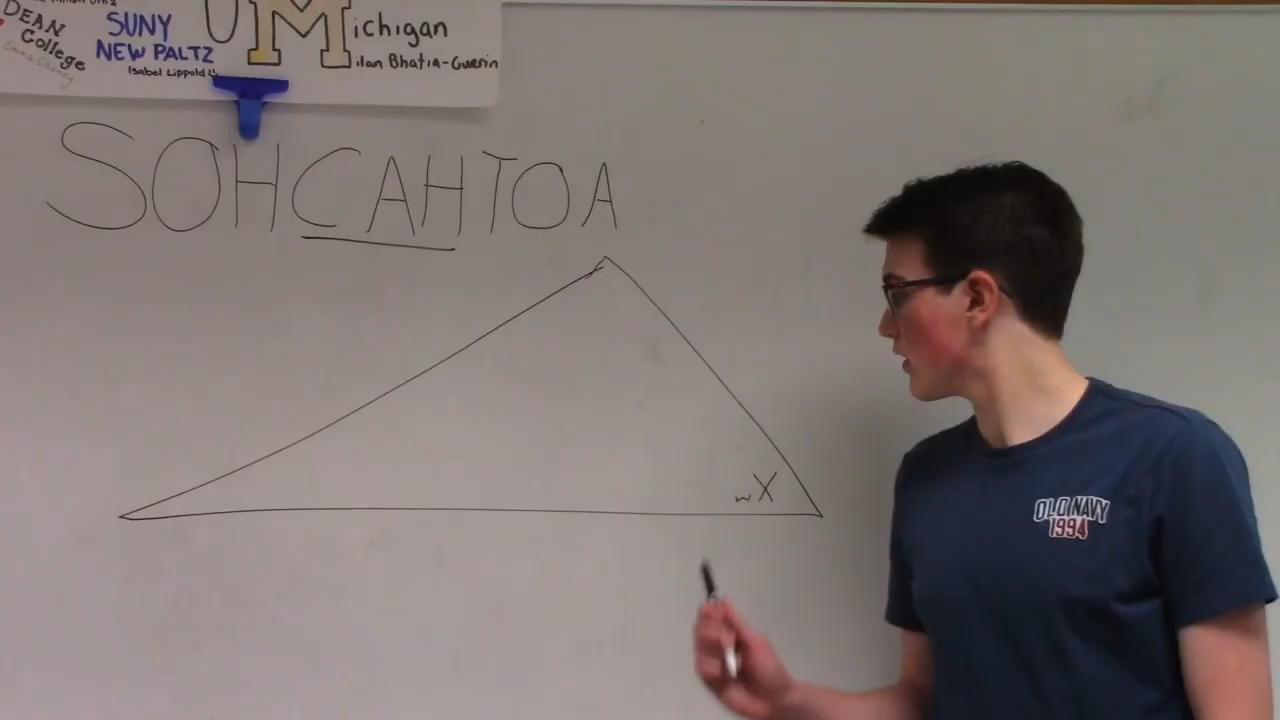 DEAN
College
SUNY
NEW PALTZ
Isabel Lippold
U
M
ichigan
ilan Bhatia-Guerin
SOHCAHTOA
X
OLD NAVY
1994